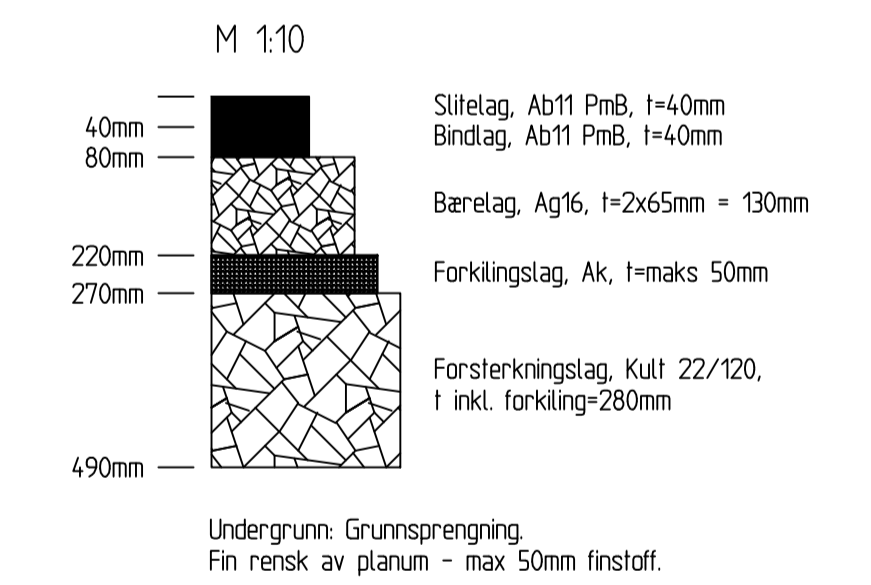 M 1:10
Slitelag, Ab11 PmB, t=40mm
40mm
Bindlag, Ab11 PmB, t=40mm
80mm
Bærelag, Ag16, t=2x65mm = 130mm
220mm
Forkilingslag, Ak, t=maks 50mm
270mm
Forsterkningslag, Kult 22/120,
t inkl. forkiling=280mm
490mm
Undergrunn: Grunnsprengning.
Fin rensk av planum - max 50mm finstoff.